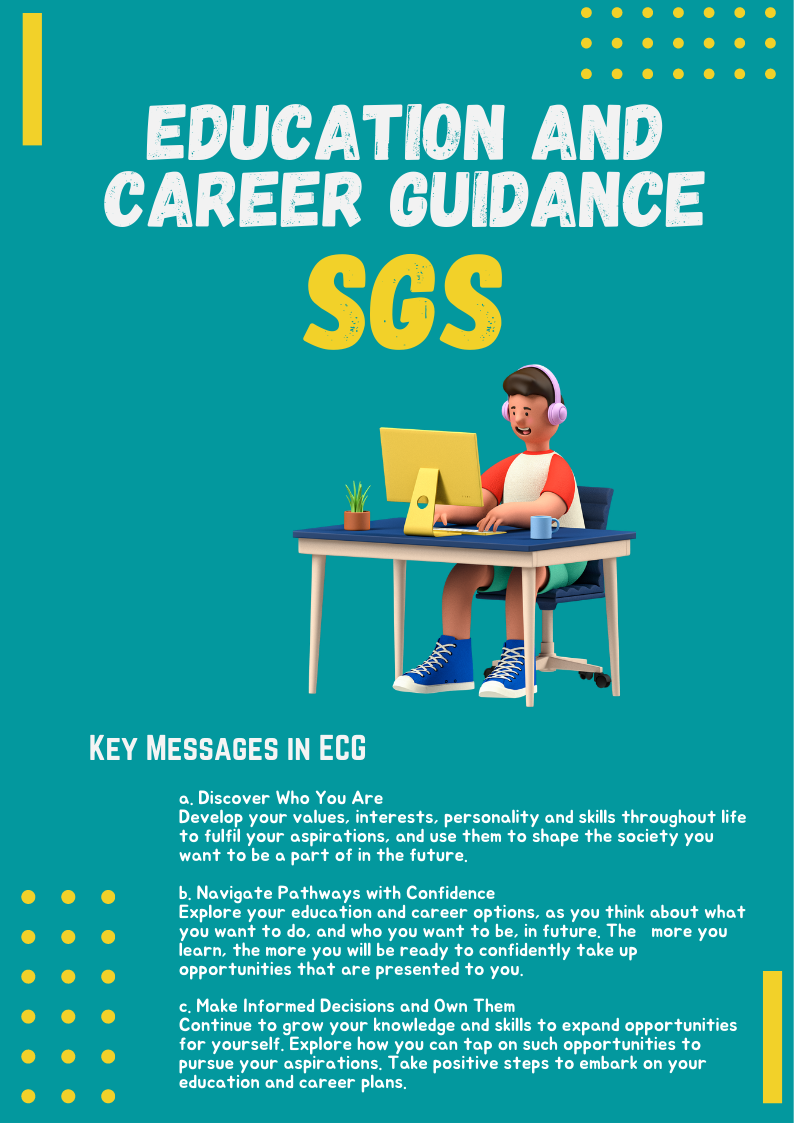 EDUCATION AND
CAREER GUIDANCE
SGS
Key Messages in ECG
a. Discover Who You Are
Develop your values, interests, personality and skills throughout life
to fulfil your aspirations, and use them to shape the society you
want to be a part of in the future.
b. Navigate Pathways with Confidence
Explore your education and career options, as you think about what
you want to do, and who you want to be, in future. The   more you
learn, the more you will be ready to confidently take up
opportunities that are presented to you.
c. Make Informed Decisions and Own Them
Continue to grow your knowledge and skills to expand opportunities
for yourself. Explore how you can tap on such opportunities to
pursue your aspirations. Take positive steps to embark on your
education and career plans.